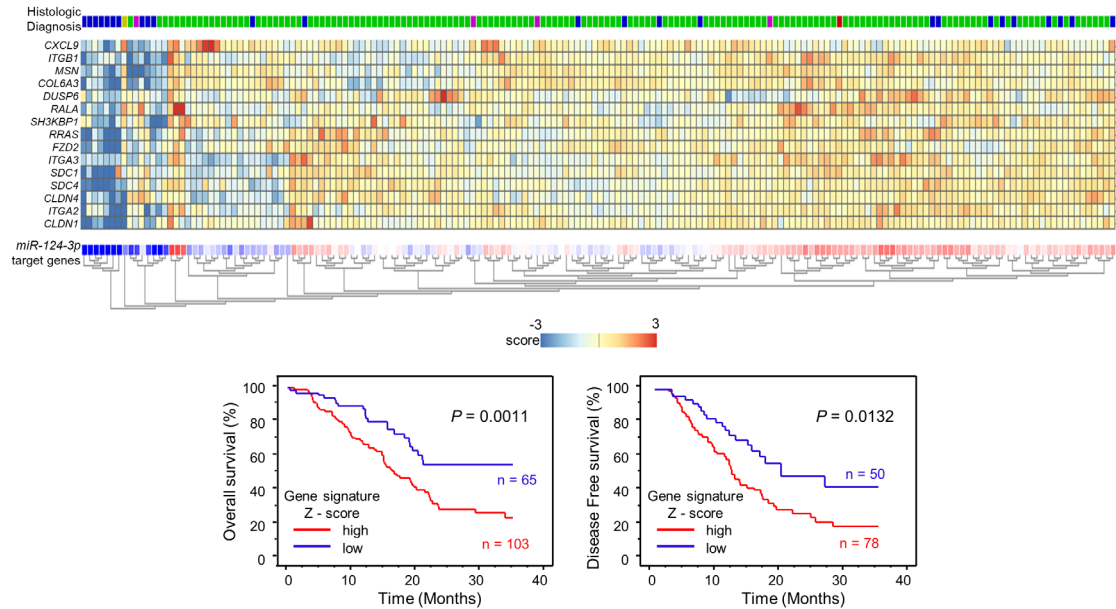 Histologic
Diagnosis
CXCL9
ITGB1
MSN
COL6A3
DUSP6
RALA
SH3KBP1
RRAS
FZD2
ITGA3
SDC1
SDC4
CLDN4
ITGA2
CLDN1
miR-124-3p
target genes
-3 3
score
Overall survival (%)
100
80
60
40
20
0
P = 0.0011
n = 65
Gene signature
Z - score
high
low
n = 103
0 10 20 30 40
Time (Months)
Disease Free survival (%)
100
80
60
40
20
0
P = 0.0132
n = 50
Gene signature
Z - score
high
low
n = 78
0 10 20 30 40
Time (Months)